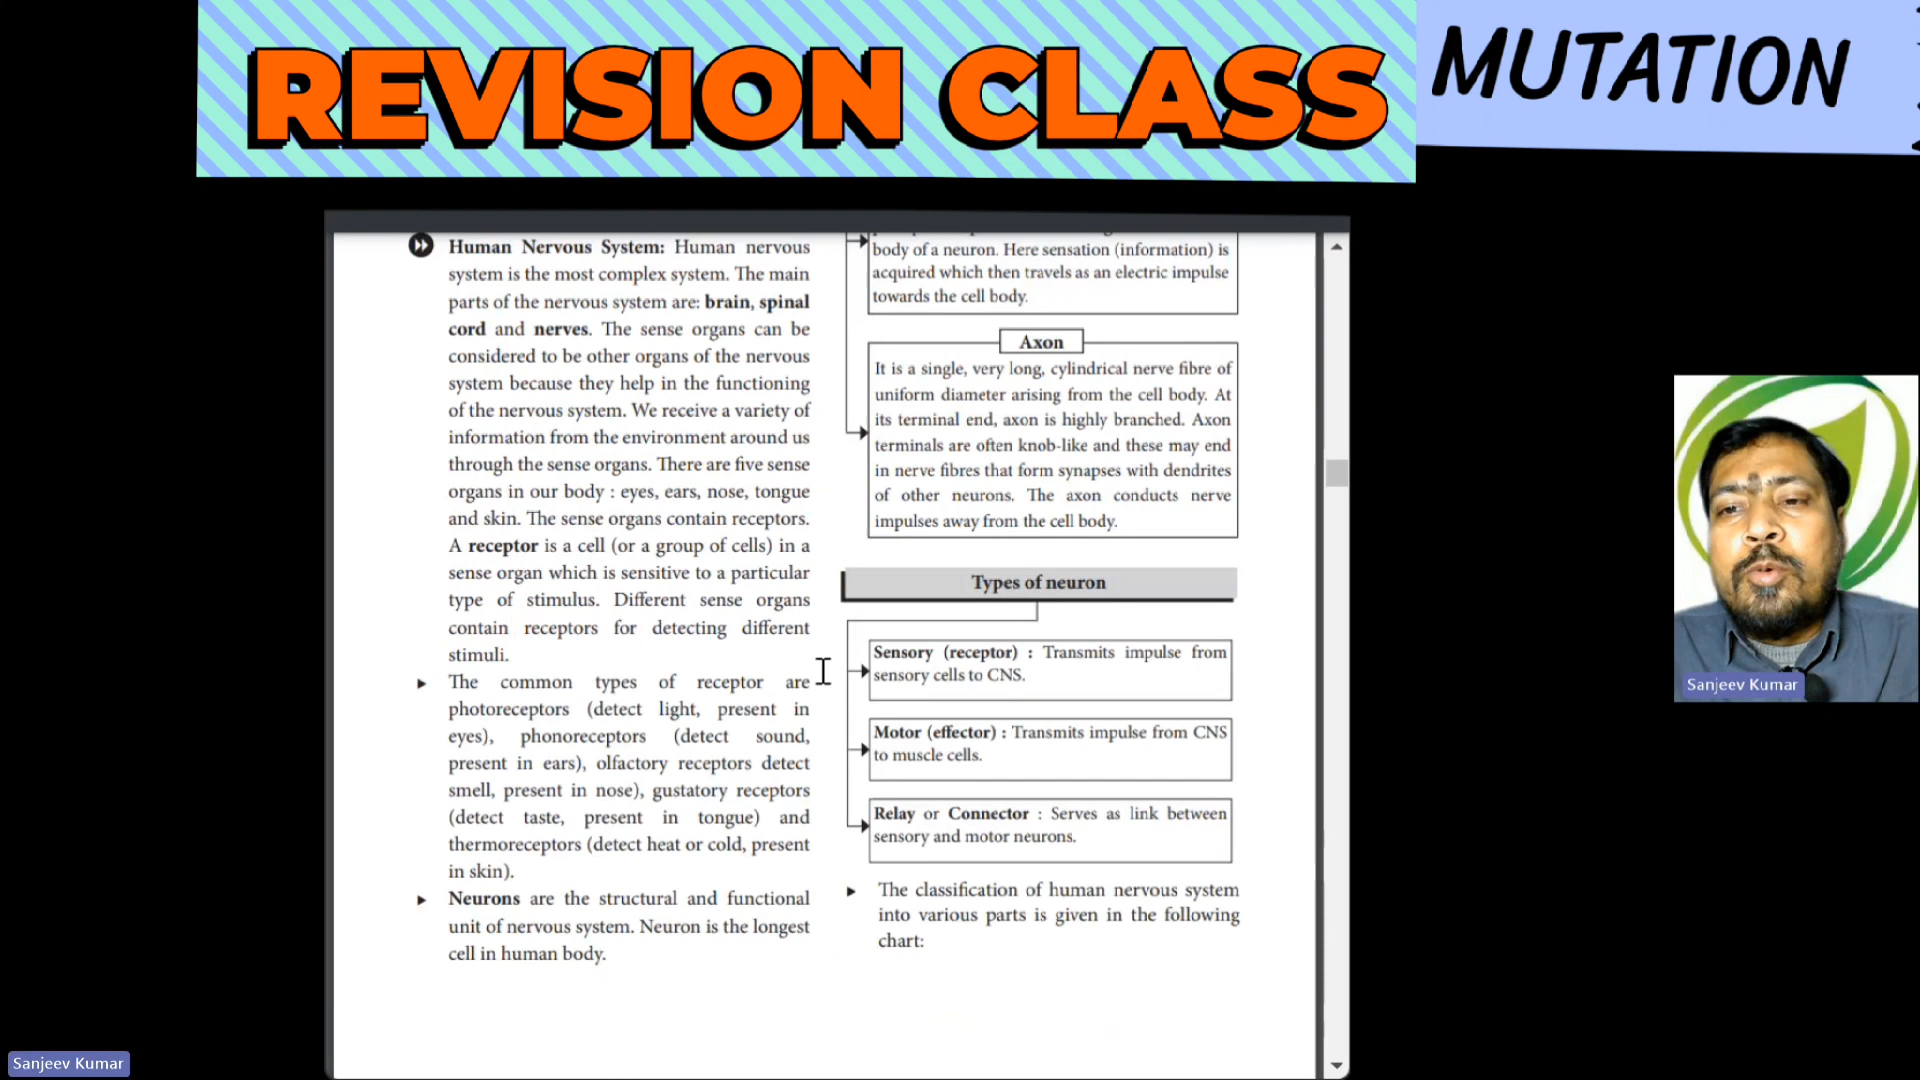 REVISION CLASS
MUTATION
Human Nervous System: Human nervous
system is the most complex system. The main
parts of the nervous system are: brain, spinal
cord and nerves. The sense organs can be
considered to be other organs of the nervous
system because they help in the functioning
of the nervous system. We receive a variety of
information from the environment around us
through the sense organs. There are five sense
organs in our body : eyes, ears, nose, tongue
and skin. The sense organs contain receptors.
A receptor is a cell (or a group of cells) in a
sense organ which is sensitive to a particular
type of stimulus. Different sense organs
contain receptors for detecting different
stimuli.
The common types of receptor are
photoreceptors (detect light, present in
eyes), phonoreceptors (detect sound,
present in ears), olfactory receptors detect
smell, present in nose), gustatory receptors
(detect taste, present in tongue) and
thermoreceptors (detect heat or cold, present
in skin).
Neurons are the structural and functional
unit of nervous system. Neuron is the longest
cell in human body.
body of a neuron. Here sensation (information) is
acquired which then travels as an electric impulse
towards the cell body.
Axon
It is a single, very long, cylindrical nerve fibre of
uniform diameter arising from the cell body. At
its terminal end, axon is highly branched. Axon
terminals are often knob-like and these may end
in nerve fibres that form synapses with dendrites
of other neurons. The axon conducts nerve
impulses away from the cell body.
Types of neuron
Sensory (receptor) : Transmits impulse from
sensory cells to CNS.
Motor (effector) : Transmits impulse from CNS
to muscle cells.
Relay or Connector : Serves as link between
sensory and motor neurons.
The classification of human nervous system
into various parts is given in the following
chart:
Sanjeev Kumar
Sanjeev Kumar